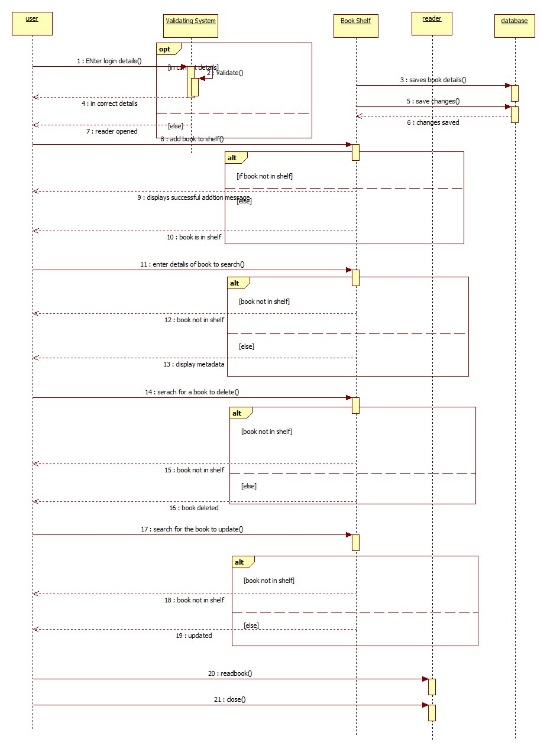 user
Validating System
Book Shelf
reader
database
opt
[in correct details]
1 : ENter login details()
2 : validate()
3 : saves book details()
4 : in correct details
5 : save changes()
6 : changes saved
[else]
7 : reader opened
8 : add book to shelf()
alt
[if book not in shelf]
9 : displays successful addtion message
[else]
10 : book is in shelf
11 : enter detalis of book to search()
alt
[book not in shelf]
12 : book not in shelf
[else]
13 : display metadata
14 : serach for a book to delete()
alt
[book not in shelf]
15 : book not in shelf
[else]
16 : book deleted
17 : search for the book to update()
alt
[book not in shelf]
18 : book not in shelf
[else]
19 : updated
20 : readbook()
21 : close()